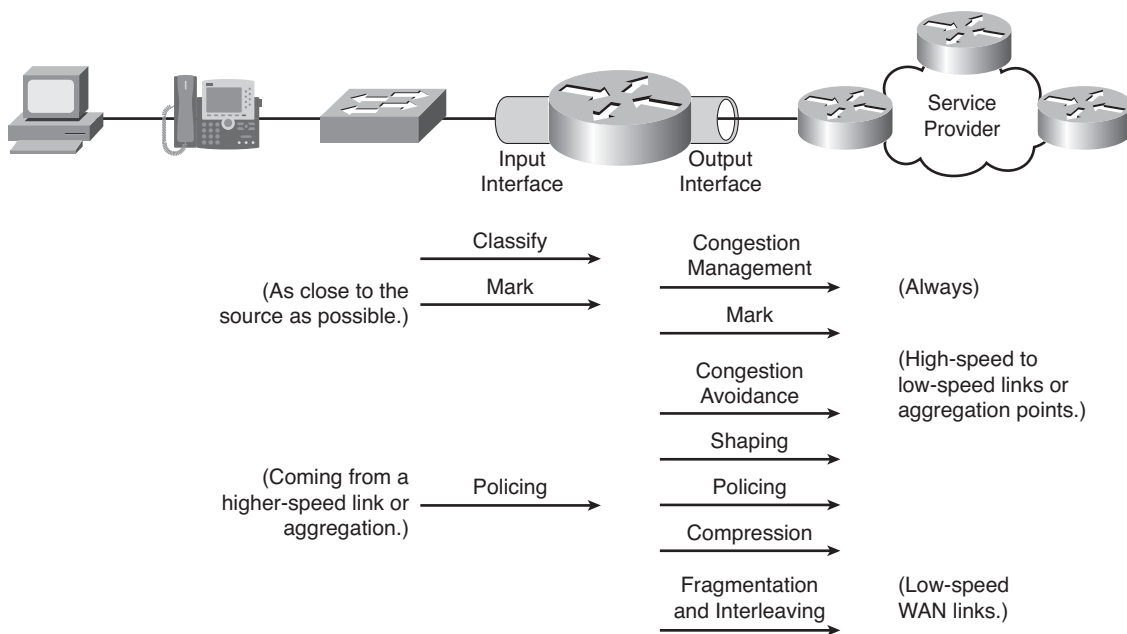 Service
Provider
Input
Interface
Output
Interface
Classify
Mark
(As close to the
source as possible.)
Congestion
Management
(Always)
Mark
Congestion
Avoidance
(High-speed to
low-speed links or
aggregation points.)
Shaping
(Coming from a
higher-speed link or
aggregation.)
Policing
Policing
Compression
Fragmentation
and Interleaving
(Low-speed
WAN links.)